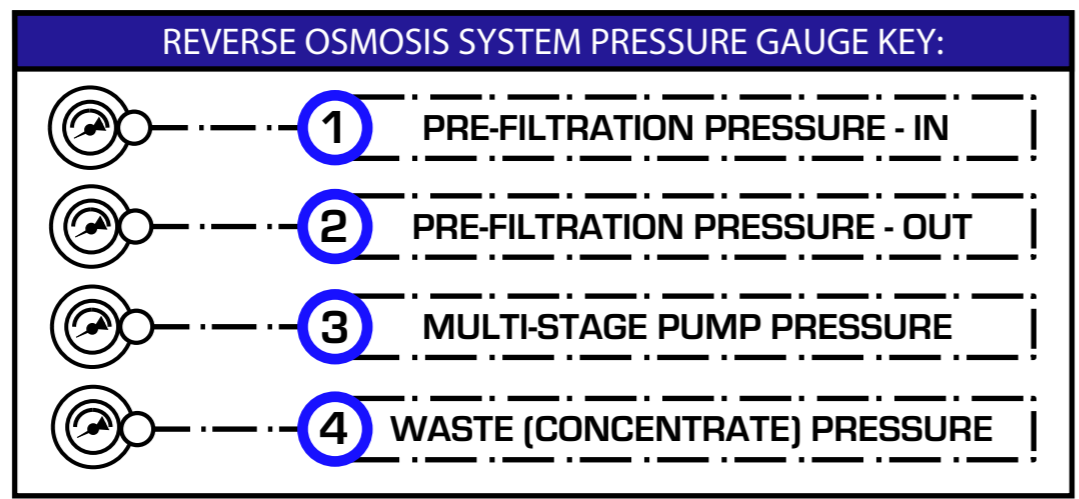 REVERSE OSMOSIS SYSTEM PRESSURE GAUGE KEY:
1 PRE-FILTRATION PRESSURE - IN
2 PRE-FILTRATION PRESSURE - OUT
3 MULTI-STAGE PUMP PRESSURE
4 WASTE (CONCENTRATE) PRESSURE